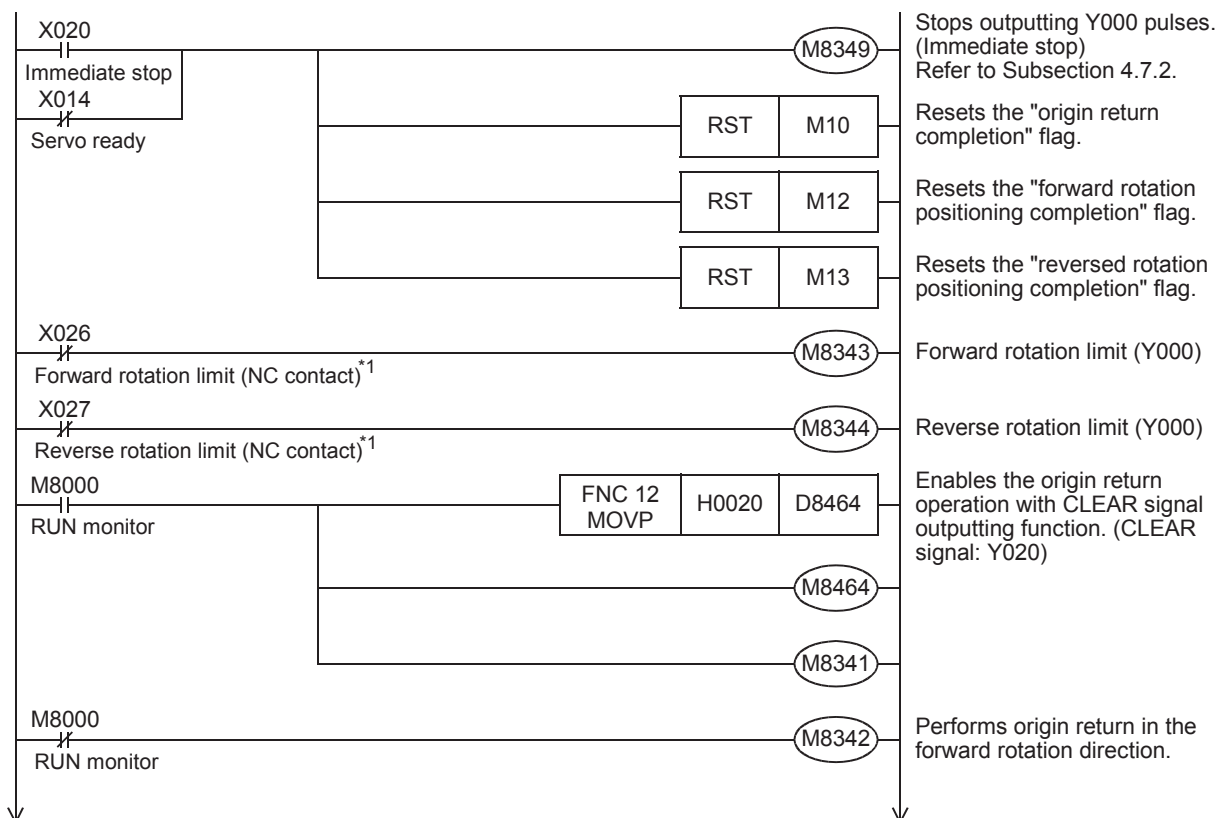 X020
Immediate stop
X014
Servo ready
M8349
Stops outputting Y000 pulses.
(Immediate stop)
Refer to Subsection 4.7.2.
RST M10
Resets the "origin return
completion" flag.
RST M12
Resets the "forward rotation
positioning completion" flag.
RST M13
Resets the "reversed rotation
positioning completion" flag.
X026
Forward rotation limit (NC contact)*1
M8343
Forward rotation limit (Y000)
X027
Reverse rotation limit (NC contact)*1
M8344
Reverse rotation limit (Y000)
M8000
RUN monitor
FNC 12
MOVP
H0020
D8464
Enables the origin return
operation with CLEAR signal
outputting function. (CLEAR
signal: Y020)
M8464
M8341
M8000
RUN monitor
M8342
Performs origin return in the
forward rotation direction.